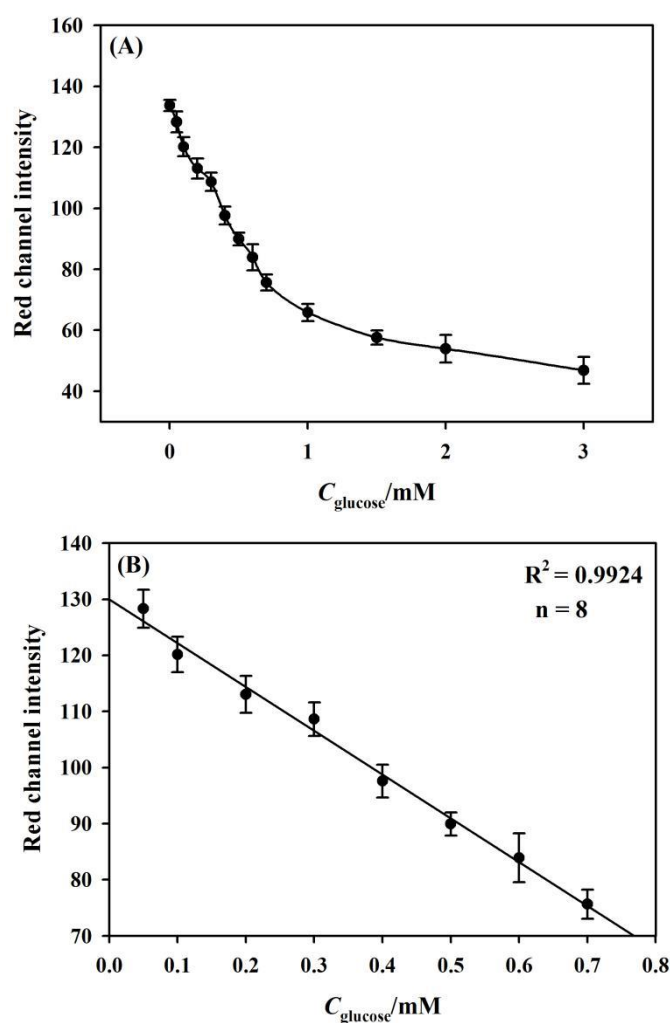 (A)
160
140
120
100
80
60
40
Red channel intensity
0 1 2 3
C_glucose/mM
(B)
R² = 0.9924
n = 8
140
130
120
110
100
90
80
70
Red channel intensity
0.0 0.1 0.2 0.3 0.4 0.5 0.6 0.7 0.8
C_glucose/mM